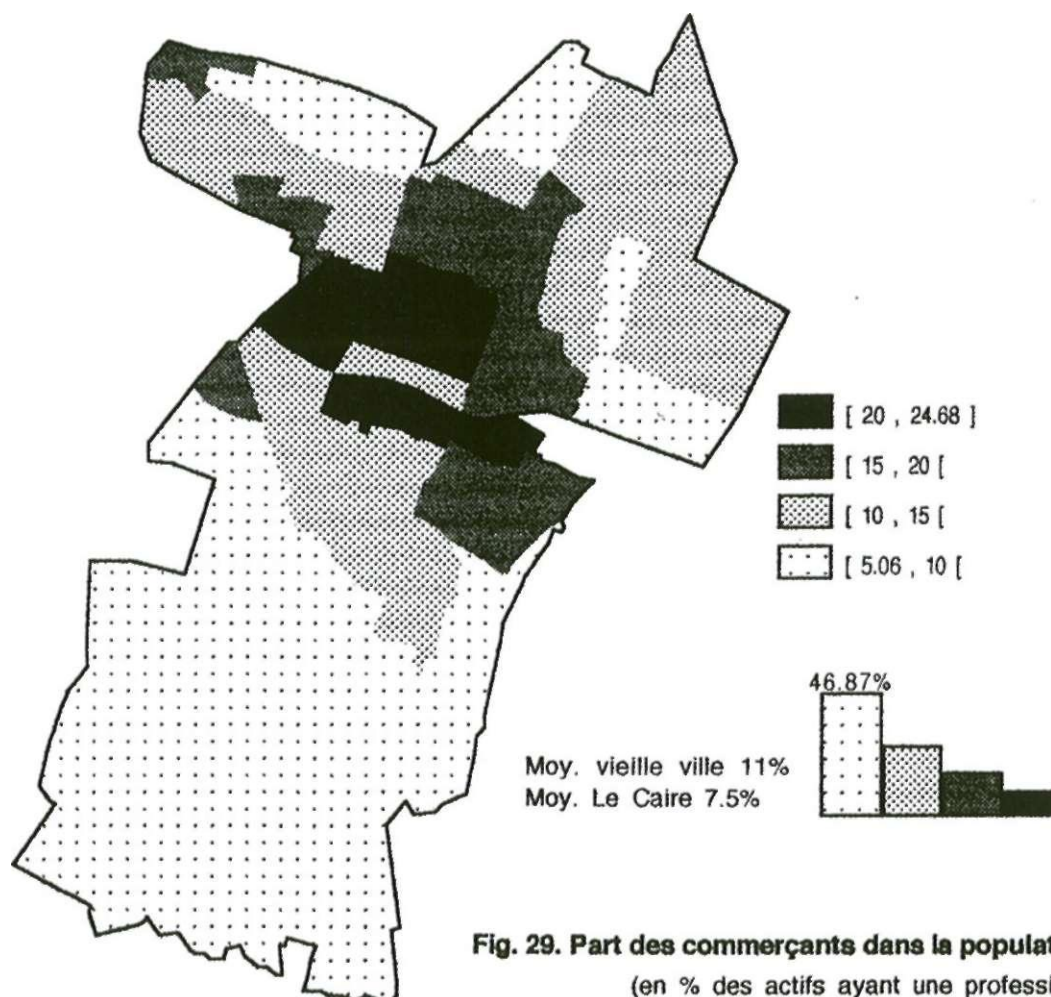 [ 20 , 24.68 ]
[ 15 , 20 [
[ 10 , 15 [
[ 5.06 , 10 [
46.87%
Moy. vieille ville 11%
Moy. Le Caire 7.5%
Fig. 29. Part des commerçants dans la populat
(en % des actifs ayant une professi